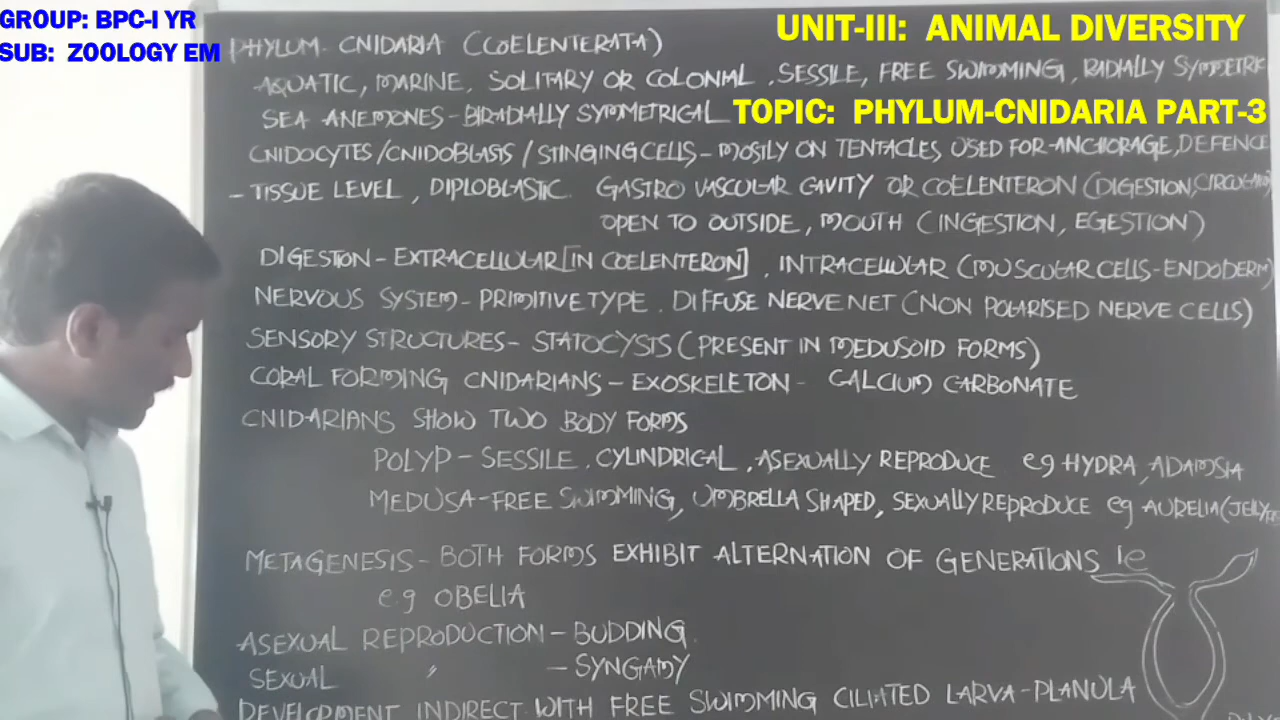 GROUP: BPC-I YR
SUB: ZOOLOGY EM
UNIT-III: ANIMAL DIVERSITY
TOPIC: PHYLUM-CNIDARIA PART-3
PHYLUM - CNIDARIA (COELENTERATA)
AQUATIC, MARINE, SOLITARY OR COLONIAL, SESSILE, FREE SWIMMING, RADIALLY SYMMETRI
SEA ANEMONES - BIRADIALLY SYMMETRICAL
CNIDOCYTES / CNIDOBLASTS / STINGING CELLS - MOSTLY ON TENTACLES, USED FOR ANCHORAGE, DEFENCE
- TISSUE LEVEL, DIPLOBLASTIC. GASTRO VASCULAR CAVITY OR COELENTERON (DIGESTION,
OPEN TO OUTSIDE, MOUTH (INGESTION, EGESTION)
DIGESTION - EXTRACELLULAR [IN COELENTERON], INTRACELLULAR (MUSCULAR CELLS - ENDODERM)
NERVOUS SYSTEM - PRIMITIVE TYPE. DIFFUSE NERVE NET (NON POLARISED NERVE CELLS)
SENSORY STRUCTURES - STATOCYSTS (PRESENT IN MEDUSOID FORMS)
CORAL FORMING CNIDARIANS - EXOSKELETON - CALCIUM CARBONATE
CNIDARIANS SHOW TWO BODY FORMS
POLYP - SESSILE, CYLINDRICAL, ASEXUALLY REPRODUCE eg HYDRA, ADAMSIA
MEDUSA - FREE SWIMMING, UMBRELLA SHAPED, SEXUALLY REPRODUCE eg AURELIA (JELLY
METAGENESIS - BOTH FORMS EXHIBIT ALTERNATION OF GENERATIONS ie
e.g OBELIA
ASEXUAL REPRODUCTION - BUDDING
SEXUAL " - SYNGAMY
DEVELOPMENT INDIRECT WITH FREE SWIMMING CILIATED LARVA - PLANULA